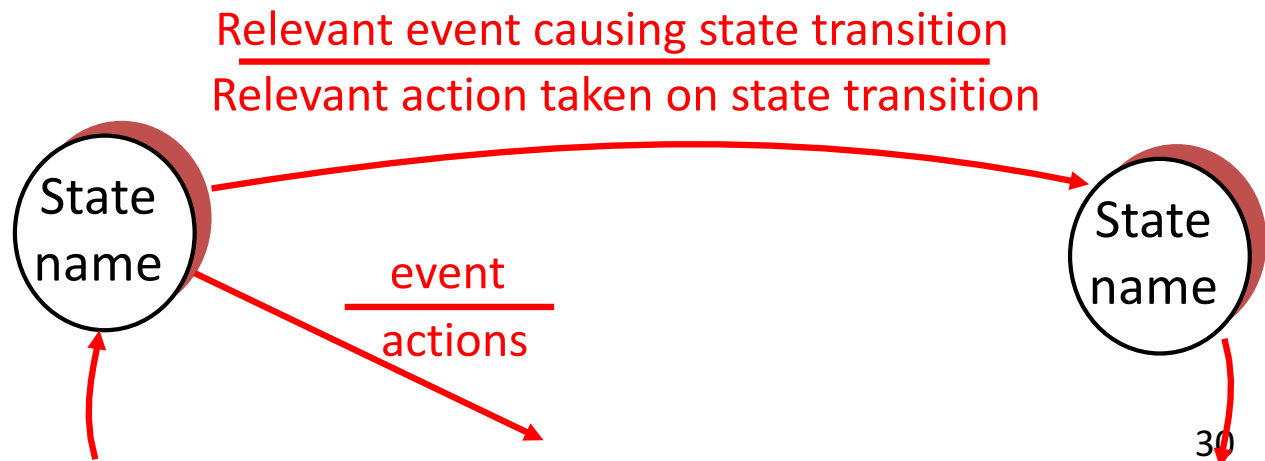 Relevant event causing state transition
Relevant action taken on state transition
State
name
State
name
event
actions
30